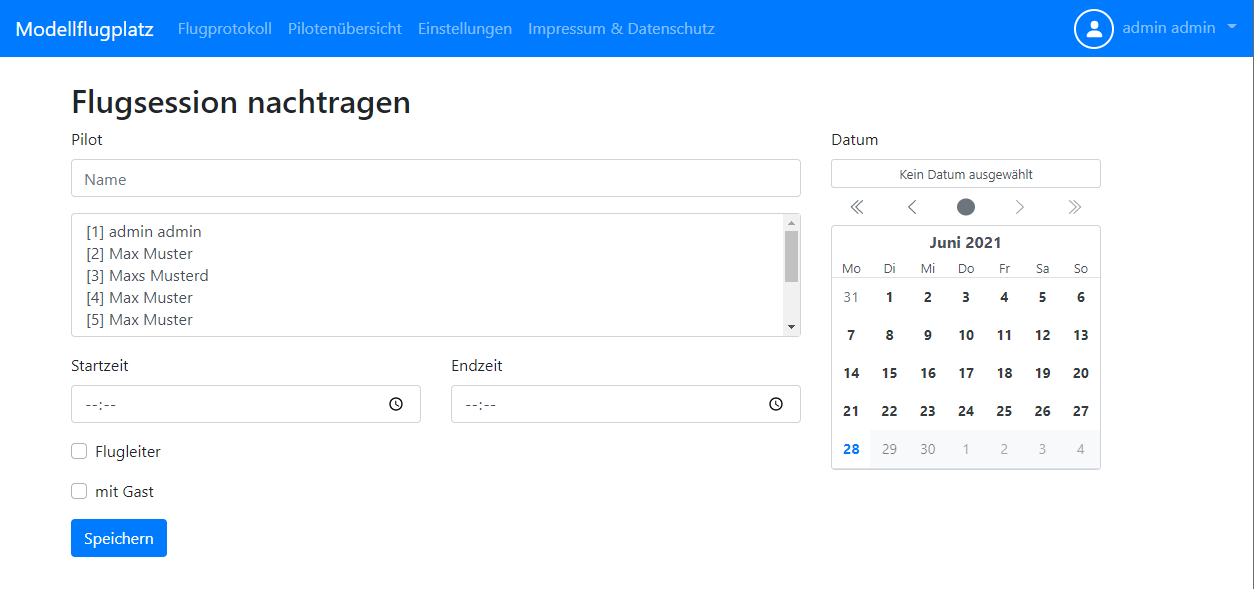 Modellflugplatz Flugprotokoll Pilotenübersicht Einstellungen Impressum & Datenschutz admin admin
Flugsession nachtragen
Pilot
Name
[1] admin admin
[2] Max Muster
[3] Maxs Musterd
[4] Max Muster
[5] Max Muster
Startzeit Endzeit
--:-- --:--
Flugleiter
mit Gast
Speichern
Datum
Kein Datum ausgewählt
Juni 2021
Mo Di Mi Do Fr Sa So
31 1 2 3 4 5 6
7 8 9 10 11 12 13
14 15 16 17 18 19 20
21 22 23 24 25 26 27
28 29 30 1 2 3 4